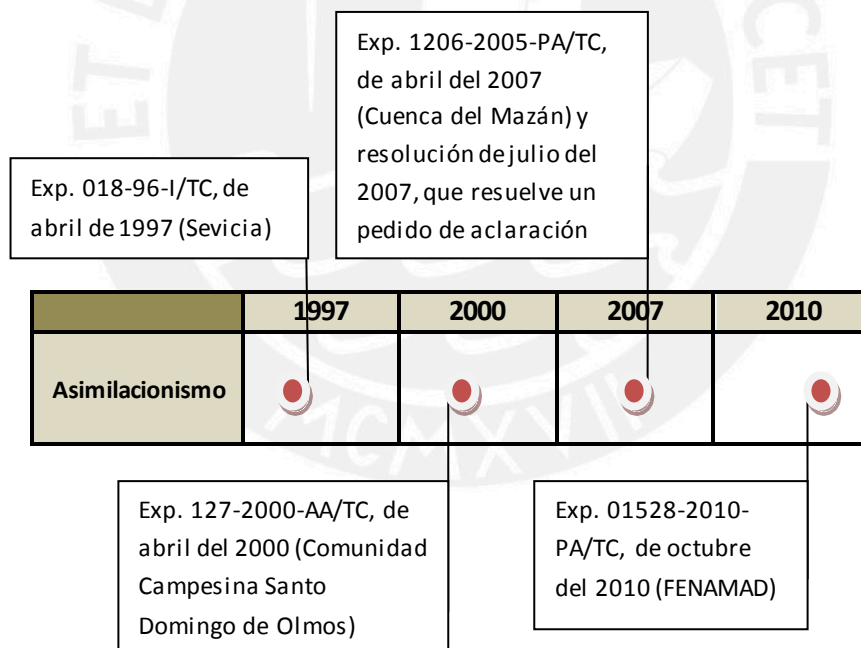 Exp. 1206-2005-PA/TC,
de abril del 2007
(Cuenca del Mazán) y
resolución de julio del
2007, que resuelve un
pedido de aclaración
Exp. 018-96-I/TC, de
abril de 1997 (Sevicia)
1997 2000 2007 2010
Asimilacionismo
Exp. 127-2000-AA/TC, de
abril del 2000 (Comunidad
Campesina Santo
Domingo de Olmos)
Exp. 01528-2010-
PA/TC, de octubre
del 2010 (FENAMAD)
ET
CET
MCMXVII